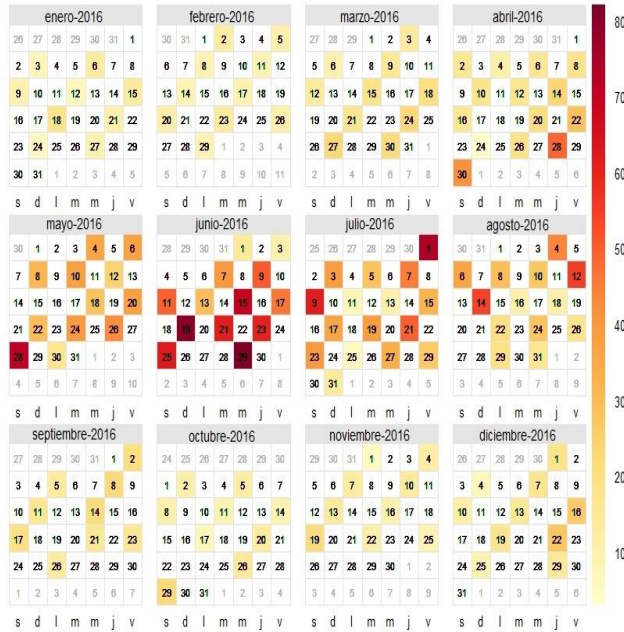 enero-2016
26 27 28 29 30 31 1
2 3 4 5 6 7 8
9 10 11 12 13 14 15
16 17 18 19 20 21 22
23 24 25 26 27 28 29
30 31 1 2 3 4 5
s d l m m j v
febrero-2016
30 31 1 2 3 4 5
6 7 8 9 10 11 12
13 14 15 16 17 18 19
20 21 22 23 24 25 26
27 28 29 1 2 3 4
5 6 7 8 9 10 11
s d l m m j v
marzo-2016
27 28 29 1 2 3 4
5 6 7 8 9 10 11
12 13 14 15 16 17 18
19 20 21 22 23 24 25
26 27 28 29 30 31 1
2 3 4 5 6 7 8
s d l m m j v
abril-2016
26 27 28 29 30 31 1
2 3 4 5 6 7 8
9 10 11 12 13 14 15
16 17 18 19 20 21 22
23 24 25 26 27 28 29
30 1 2 3 4 5 6
s d l m m j v
mayo-2016
30 1 2 3 4 5 6
7 8 9 10 11 12 13
14 15 16 17 18 19 20
21 22 23 24 25 26 27
28 29 30 31 1 2 3
4 5 6 7 8 9 10
s d l m m j v
junio-2016
28 29 30 31 1 2 3
4 5 6 7 8 9 10
11 12 13 14 15 16 17
18 19 20 21 22 23 24
25 26 27 28 29 30 1
2 3 4 5 6 7 8
s d l m m j v
julio-2016
25 26 27 28 29 30 1
2 3 4 5 6 7 8
9 10 11 12 13 14 15
16 17 18 19 20 21 22
23 24 25 26 27 28 29
30 31 1 2 3 4 5
s d l m m j v
agosto-2016
30 31 1 2 3 4 5
6 7 8 9 10 11 12
13 14 15 16 17 18 19
20 21 22 23 24 25 26
27 28 29 30 31 1 2
3 4 5 6 7 8 9
s d l m m j v
septiembre-2016
27 28 29 30 31 1 2
3 4 5 6 7 8 9
10 11 12 13 14 15 16
17 18 19 20 21 22 23
24 25 26 27 28 29 30
1 2 3 4 5 6 7
s d l m m j v
octubre-2016
24 25 26 27 28 29 30
1 2 3 4 5 6 7
8 9 10 11 12 13 14
15 16 17 18 19 20 21
22 23 24 25 26 27 28
29 30 31 1 2 3 4
s d l m m j v
noviembre-2016
29 30 31 1 2 3 4
5 6 7 8 9 10 11
12 13 14 15 16 17 18
19 20 21 22 23 24 25
26 27 28 29 30 1 2
3 4 5 6 7 8 9
s d l m m j v
diciembre-2016
26 27 28 29 30 1 2
3 4 5 6 7 8 9
10 11 12 13 14 15 16
17 18 19 20 21 22 23
24 25 26 27 28 29 30
31 1 2 3 4 5 6
s d l m m j v
80
70
60
50
40
30
20
10